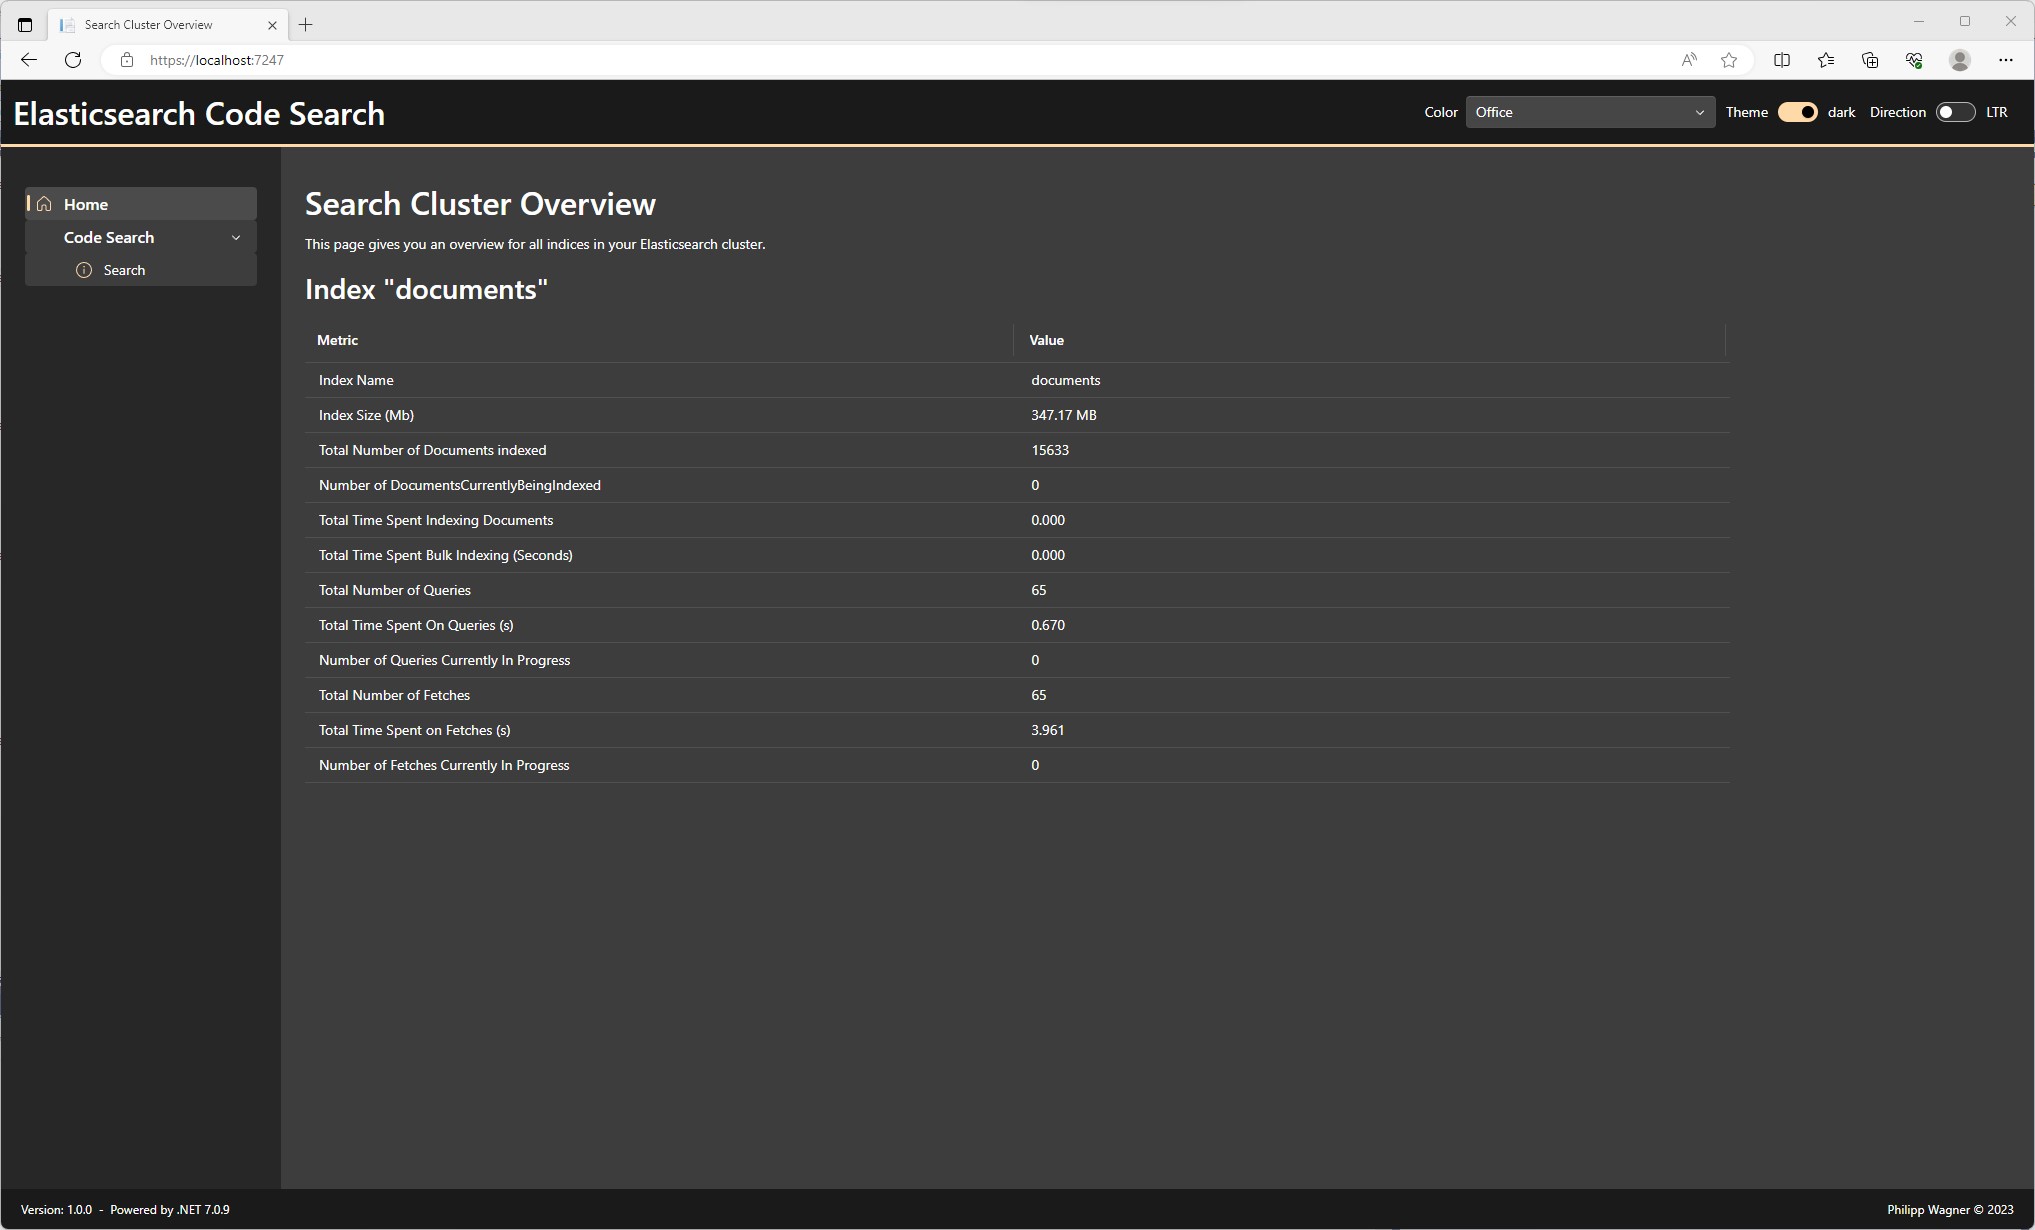 Search Cluster Overview
https://localhost:7247
Elasticsearch Code Search
Color Office Theme dark Direction LTR
Home
Code Search
Search
Search Cluster Overview
This page gives you an overview for all indices in your Elasticsearch cluster.
Index "documents"
Metric Value
Index Name documents
Index Size (Mb) 347.17 MB
Total Number of Documents indexed 15633
Number of DocumentsCurrentlyBeingIndexed 0
Total Time Spent Indexing Documents 0.000
Total Time Spent Bulk Indexing (Seconds) 0.000
Total Number of Queries 65
Total Time Spent On Queries (s) 0.670
Number of Queries Currently In Progress 0
Total Number of Fetches 65
Total Time Spent on Fetches (s) 3.961
Number of Fetches Currently In Progress 0
Version: 1.0.0 - Powered by .NET 7.0.9
Philipp Wagner © 2023